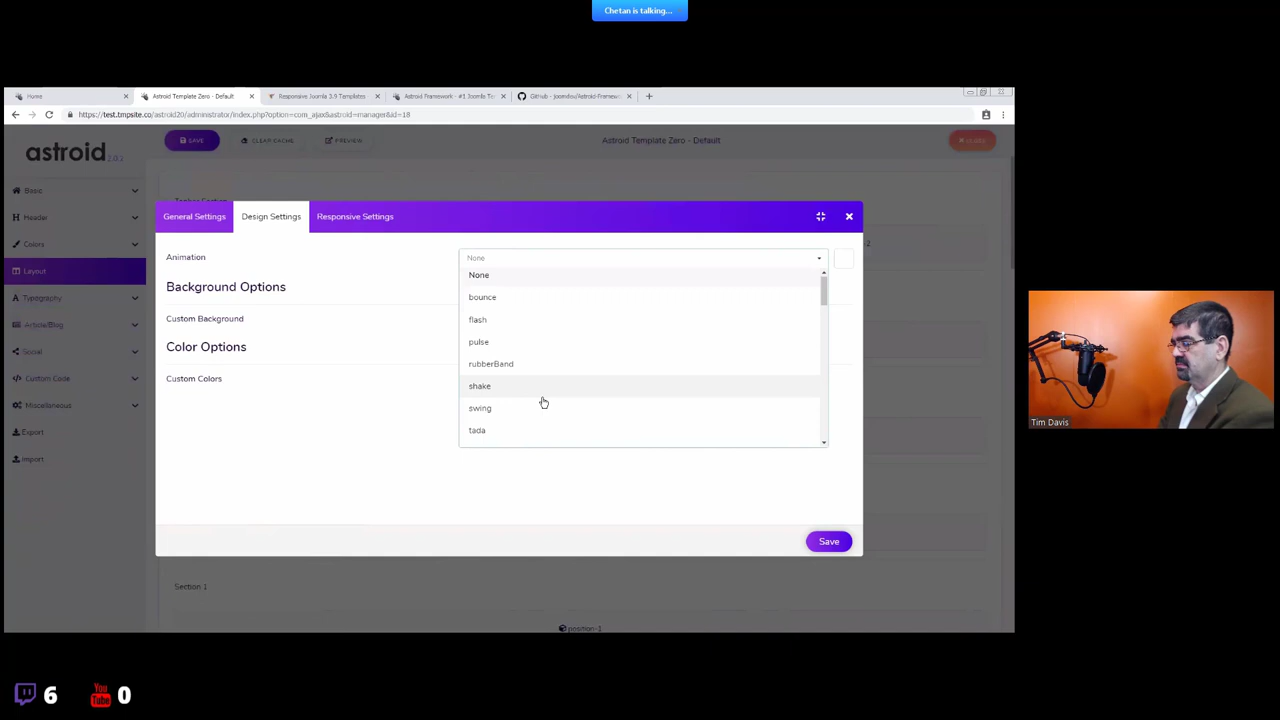 Chetan is talking...
Home
Astroid Template Zero - Default
Responsive Joomla 3.9 Templates
Astroid Framework - #1 Joomla Te
GitHub - joomdev/Astroid-Framew
https://test.tmpsite.co/astroid20/administrator/index.php?option=com_ajax&astroid=manager&id=18
astroid
SAVE
CLEAR CACHE
PREVIEW
Astroid Template Zero - Default
CLOSE
Basic
Header
Colors
Layout
Typography
Article/Blog
Social
Custom Code
Miscellaneous
Export
Import
General Settings
Design Settings
Responsive Settings
Animation
None
None
bounce
flash
pulse
rubberBand
shake
swing
tada
Background Options
Custom Background
Color Options
Custom Colors
Save
Section 1
position-1
Tim Davis
6
You Tube
0